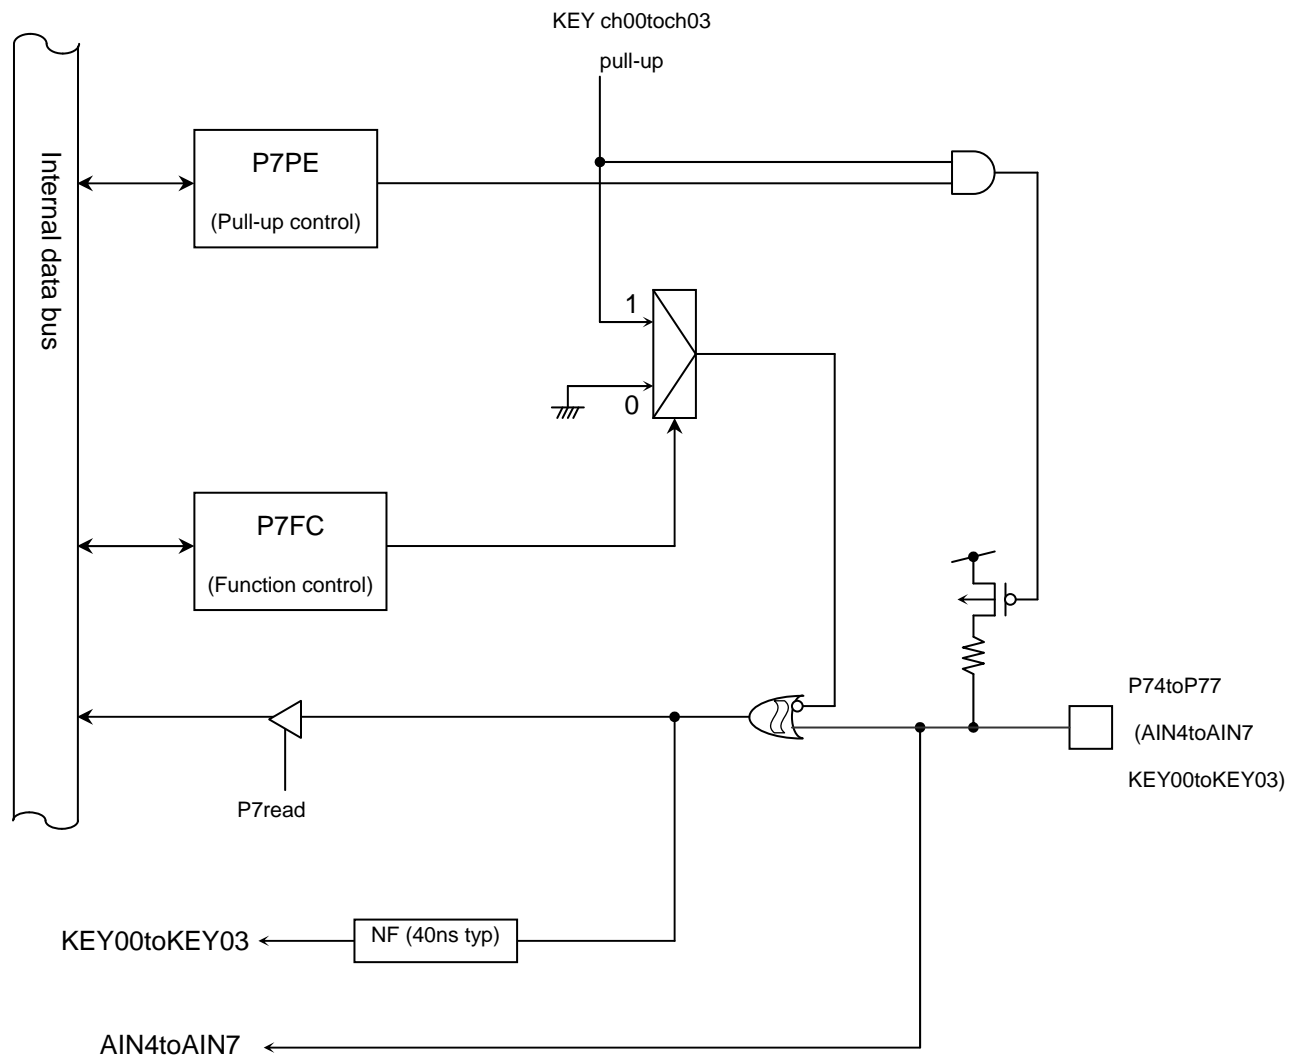 KEY ch00toch03
pull-up
Internal data bus
P7PE
(Pull-up control)
1
0
P7FC
(Function control)
P74toP77
(AIN4toAIN7
KEY00toKEY03)
P7read
NF (40ns typ)
KEY00toKEY03
AIN4toAIN7